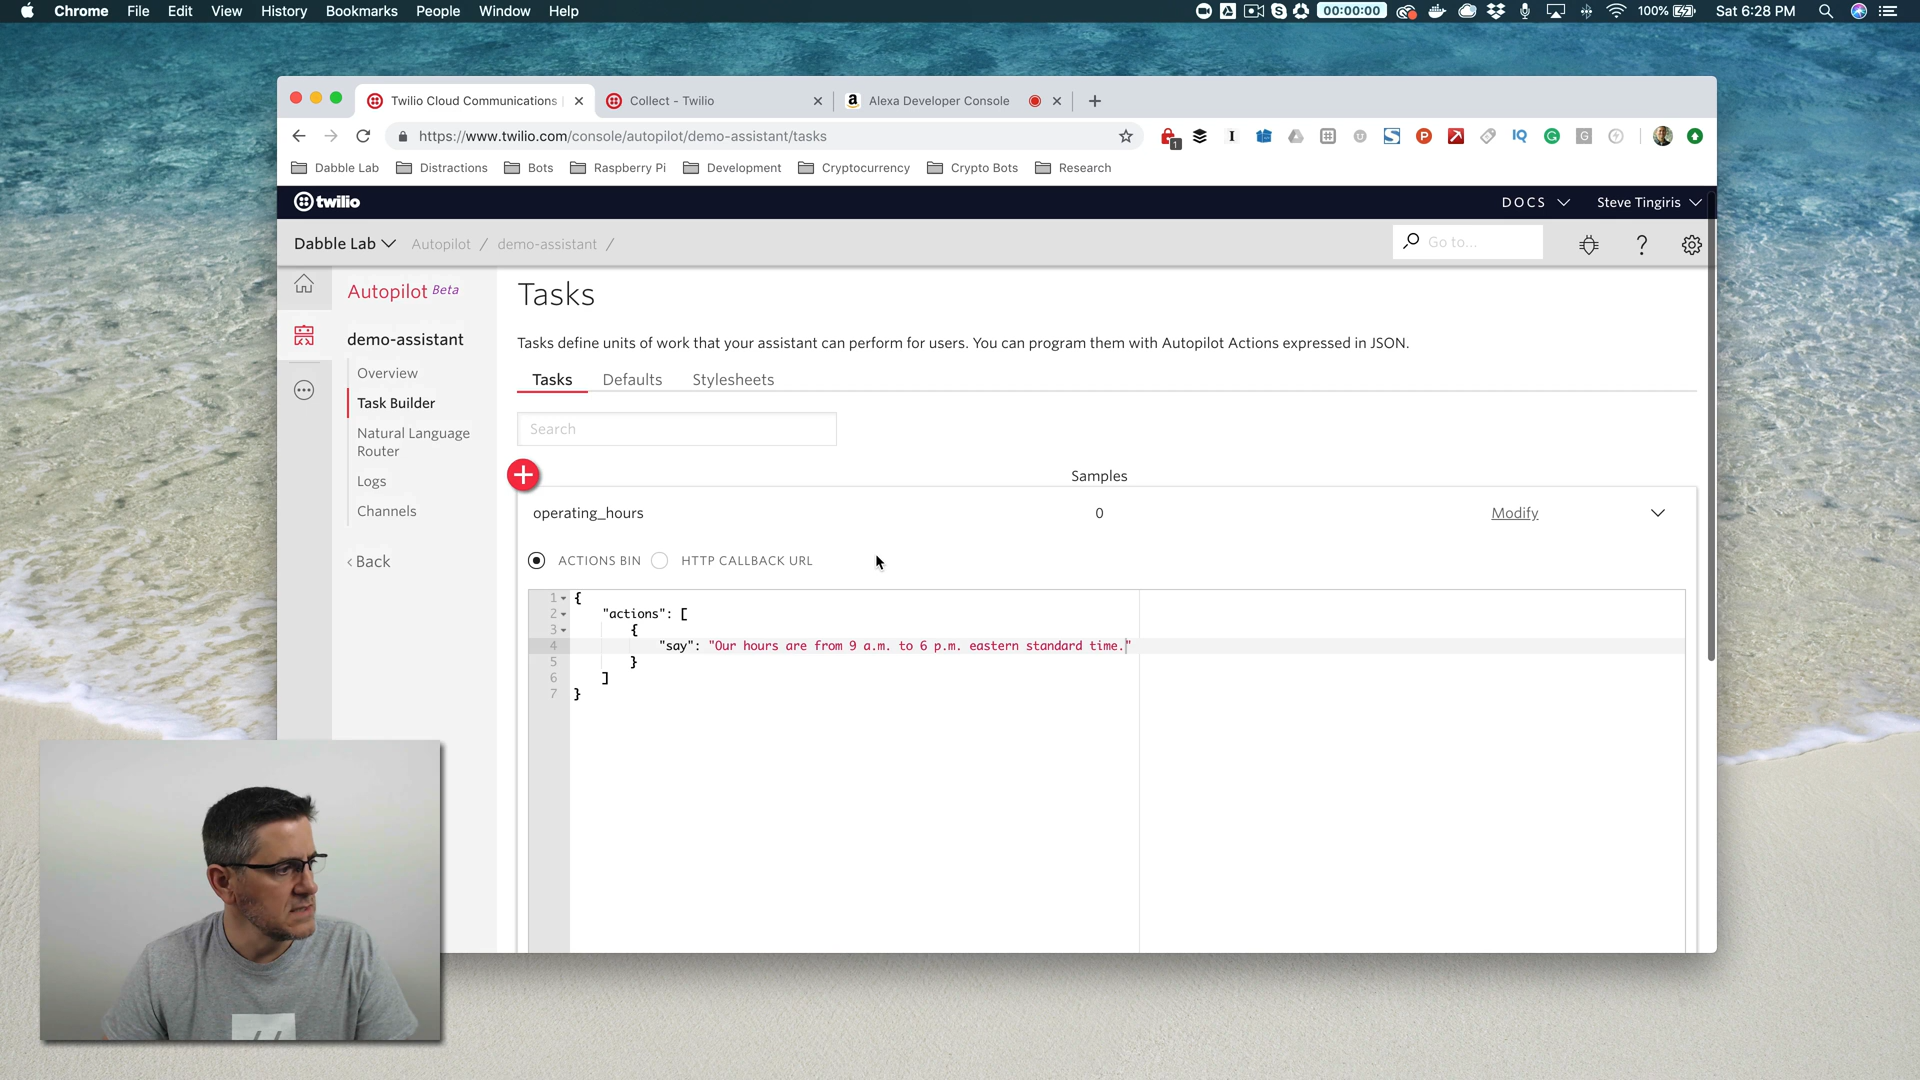 Chrome File Edit View History Bookmarks People Window Help
00:00:00 100% Sat 6:28 PM
Twilio Cloud Communications | Collect - Twilio Alexa Developer Console
https://www.twilio.com/console/autopilot/demo-assistant/tasks
Dabble Lab Distractions Bots Raspberry Pi Development Cryptocurrency Crypto Bots Research
twilio DOCS Steve Tingiris
Dabble Lab Autopilot / demo-assistant / Go to... ?
Autopilot Beta
demo-assistant
Overview
Task Builder
Natural Language
Router
Logs
Channels
‹ Back
Tasks
Tasks define units of work that your assistant can perform for users. You can program them with Autopilot Actions expressed in JSON.
Tasks Defaults Stylesheets
Search
Samples
operating_hours 0 Modify
ACTIONS BIN HTTP CALLBACK URL
1 {
2 "actions": [
3 {
4 "say": "Our hours are from 9 a.m. to 6 p.m. eastern standard time."
5 }
6 ]
7 }